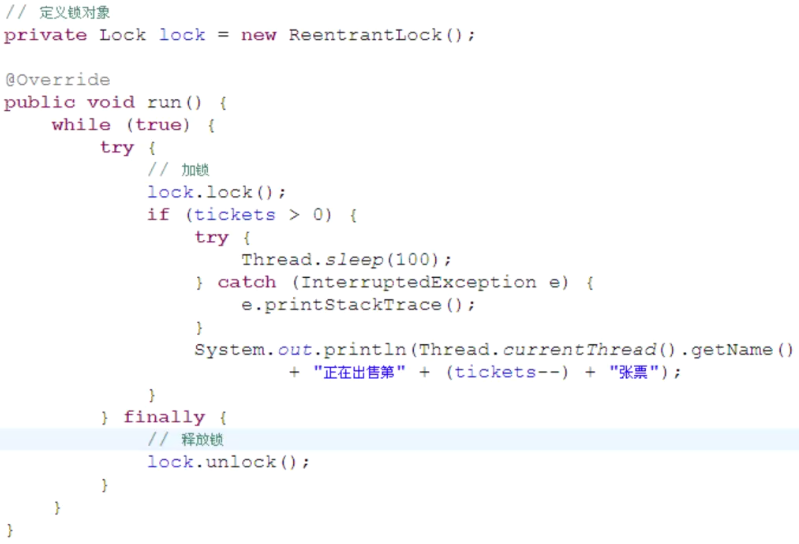 // 定义锁对象
private Lock lock = new ReentrantLock();
@Override
public void run() {
while (true) {
try {
// 加锁
lock.lock();
if (tickets > 0) {
try {
Thread.sleep(100);
} catch (InterruptedException e) {
e.printStackTrace();
}
System.out.println(Thread.currentThread().getName()
+ "正在出售第" + (tickets--) + "张票");
}
} finally {
// 释放锁
lock.unlock();
}
}
}